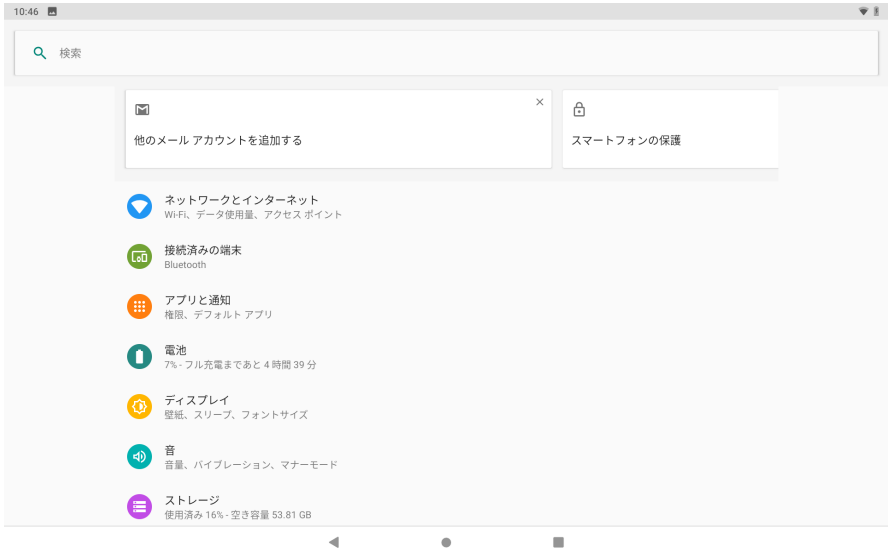 10:46
検索
他のメール アカウントを追加する
スマートフォンの保護
ネットワークとインターネット
Wi-Fi、データ使用量、アクセス ポイント
接続済みの端末
Bluetooth
アプリと通知
権限、デフォルト アプリ
電池
7% - フル充電まであと 4 時間 39 分
ディスプレイ
壁紙、スリープ、フォントサイズ
音
音量、バイブレーション、マナーモード
ストレージ
使用済み 16% - 空き容量 53.81 GB